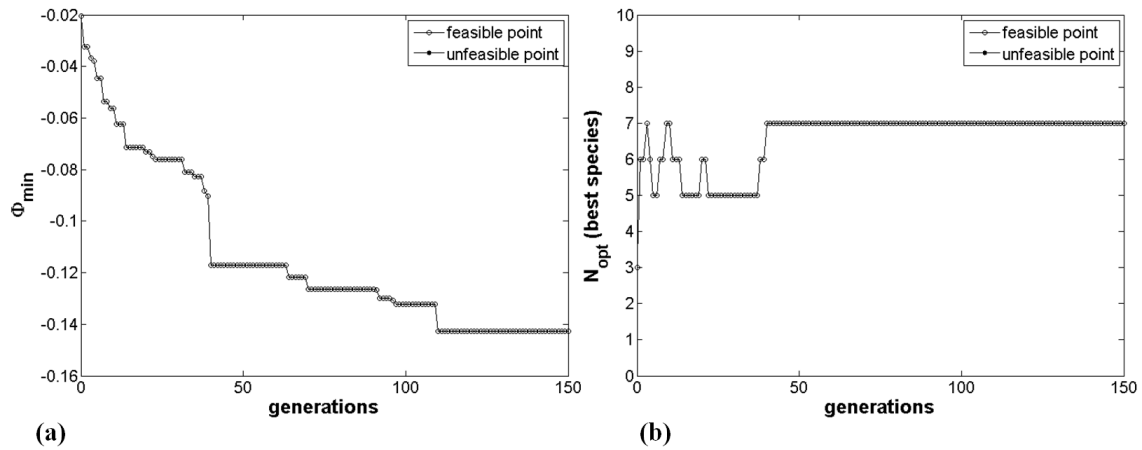 -0.02
-0.04
-0.06
-0.08
-0.1
-0.12
-0.14
-0.16
Φmin
feasible point
unfeasible point
0
50
100
150
generations
(a)
10
9
8
7
6
5
4
3
2
1
0
Nopt (best species)
feasible point
unfeasible point
0
50
100
150
generations
(b)